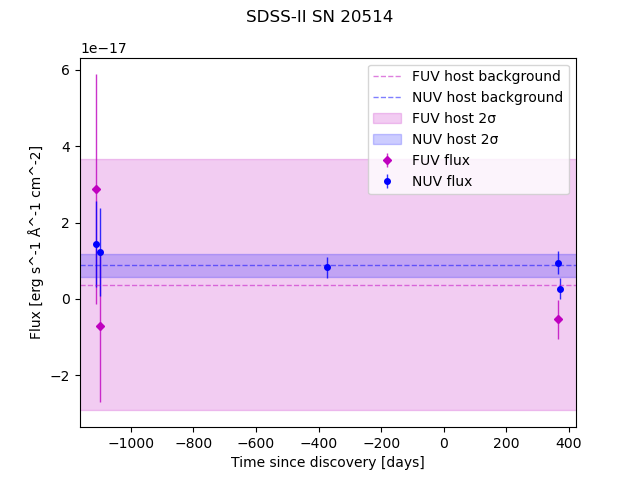 SDSS-II SN 20514
1e−17
6
4
2
0
−2
Flux [erg s^-1 Å^-1 cm^-2]
FUV host background
NUV host background
FUV host 2σ
NUV host 2σ
FUV flux
NUV flux
−1000 −800 −600 −400 −200 0 200 400
Time since discovery [days]